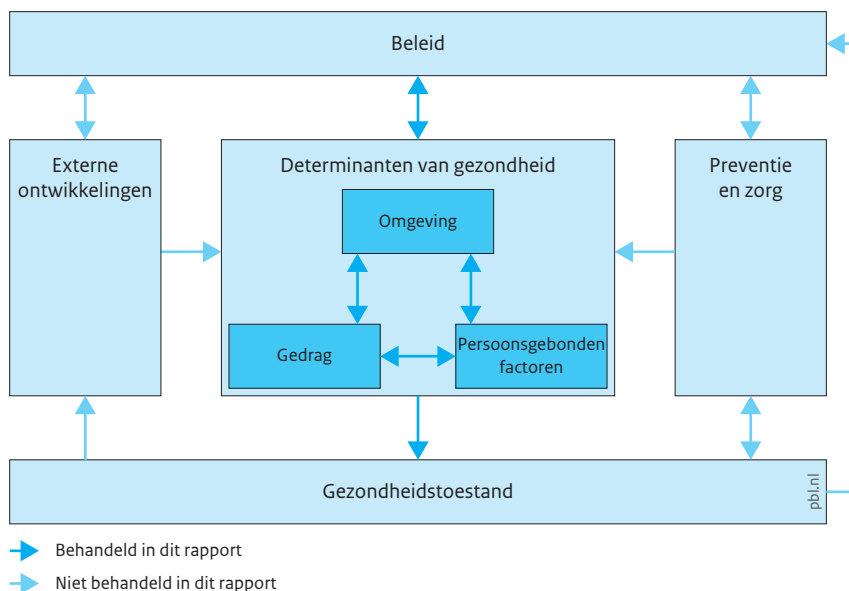 Beleid
Externe
ontwikkelingen
Determinanten van gezondheid
Preventie
en zorg
Omgeving
Gedrag
Persoonsgebonden
factoren
Gezondheidstoestand
pbl.nl
Behandeld in dit rapport
Niet behandeld in dit rapport